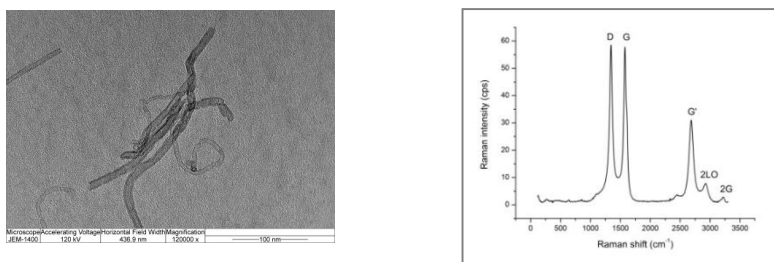 Microscope Accelerating Voltage Horizontal Field Width Magnification
JEM-1400 120 kV 436.9 nm 120000 x 100 nm
D G
G'
2LO
2G
Raman intensity (cps)
60
50
40
30
20
10
0
0 500 1000 1500 2000 2500 3000 3500
Raman shift (cm⁻¹)